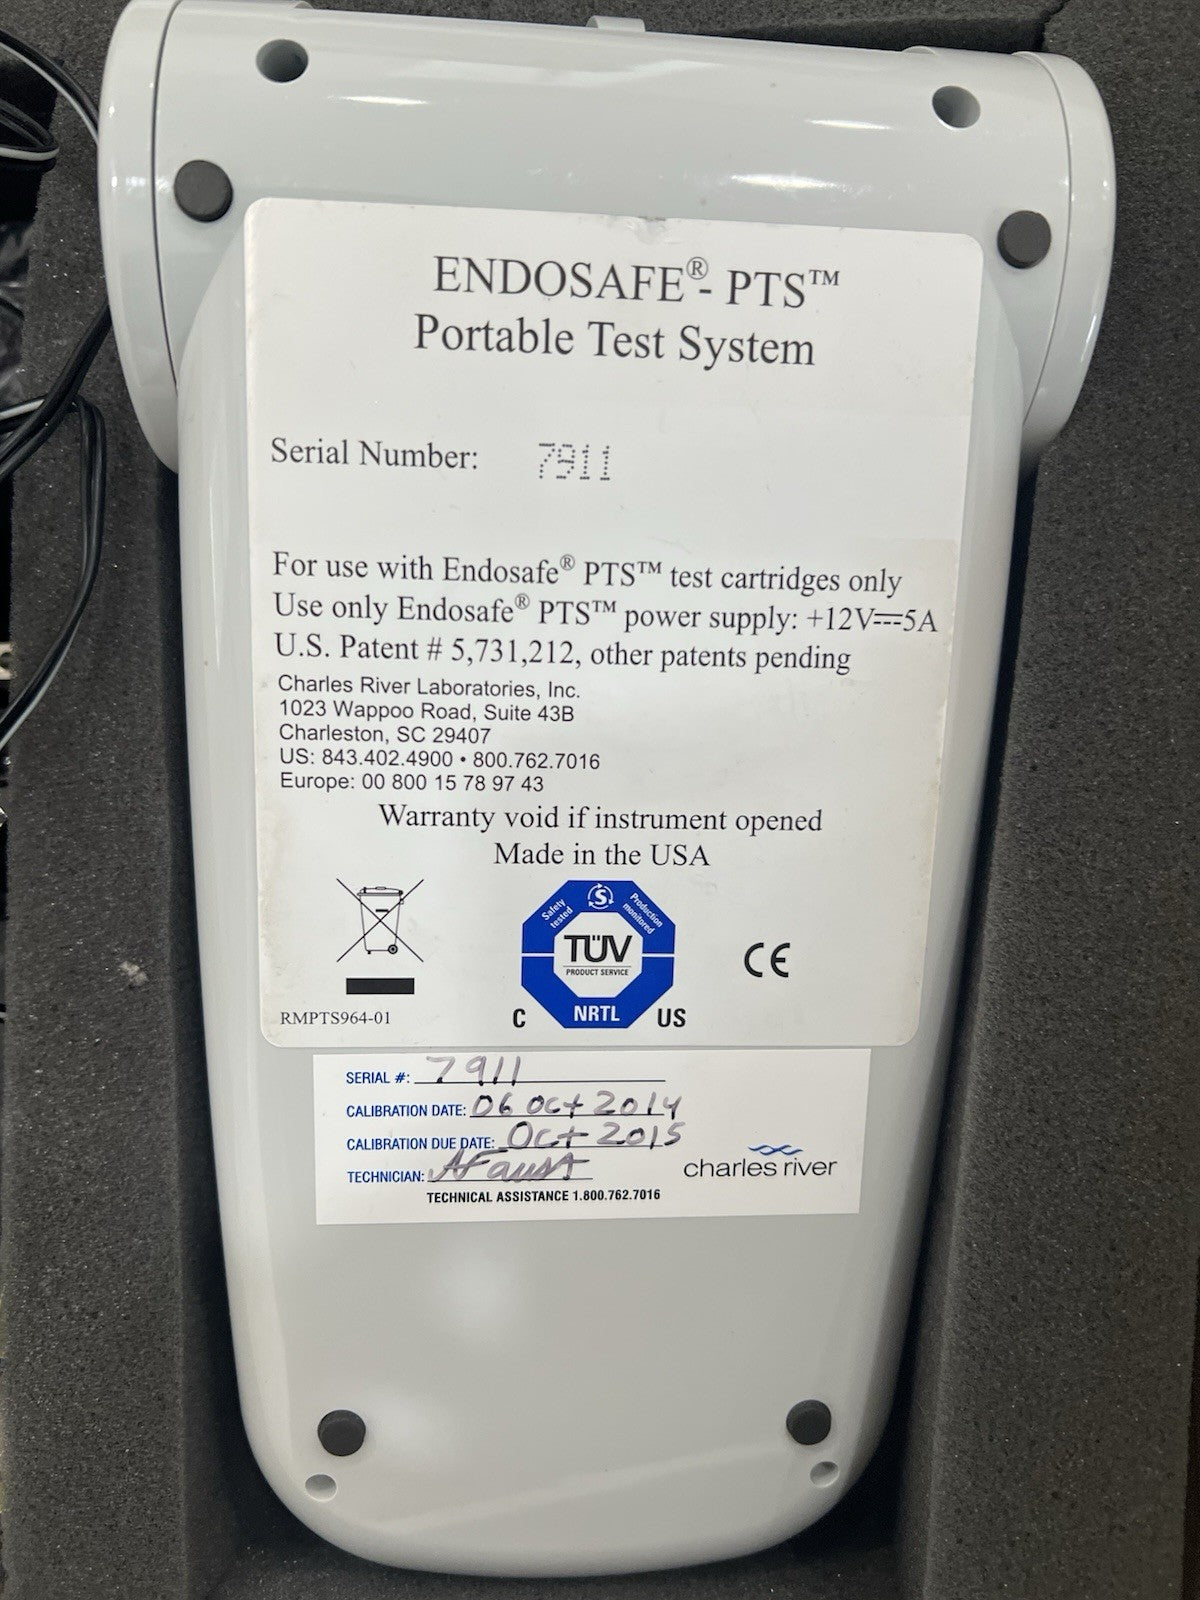 ENDOSAFE®- PTS™
Portable Test System
Serial Number: 7911
For use with Endosafe® PTS™ test cartridges only
Use only Endosafe® PTS™ power supply: +12V⎓5A
U.S. Patent # 5,731,212, other patents pending
Charles River Laboratories, Inc.
1023 Wappoo Road, Suite 43B
Charleston, SC 29407
US: 843.402.4900 • 800.762.7016
Europe: 00 800 15 78 97 43
Warranty void if instrument opened
Made in the USA
Safety tested
S
Production monitored
TÜV
PRODUCT SERVICE
CE
RMPTS964-01
C NRTL US
SERIAL #: 7911
CALIBRATION DATE: 06 Oct 2014
CALIBRATION DUE DATE: Oct 2015
TECHNICIAN: AFaust
charles river
TECHNICAL ASSISTANCE 1.800.762.7016